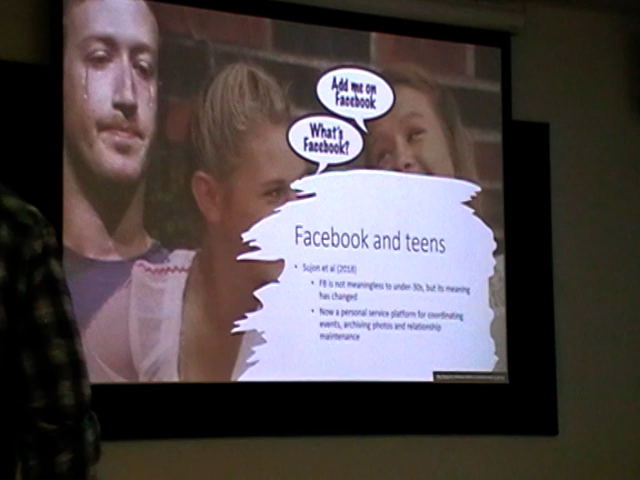 Add me on
Facebook
What's
Facebook?
Facebook and teens
• Sujon et al (2018)
• FB is not meaningless to under-30s, but its meaning
has changed
• Now a personal service platform for coordinating
events, archiving photos and relationship
maintenance